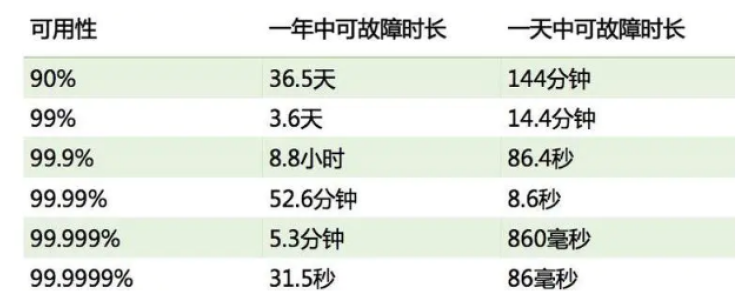 可用性 一年中可故障时长 一天中可故障时长
90% 36.5天 144分钟
99% 3.6天 14.4分钟
99.9% 8.8小时 86.4秒
99.99% 52.6分钟 8.6秒
99.999% 5.3分钟 860毫秒
99.9999% 31.5秒 86毫秒